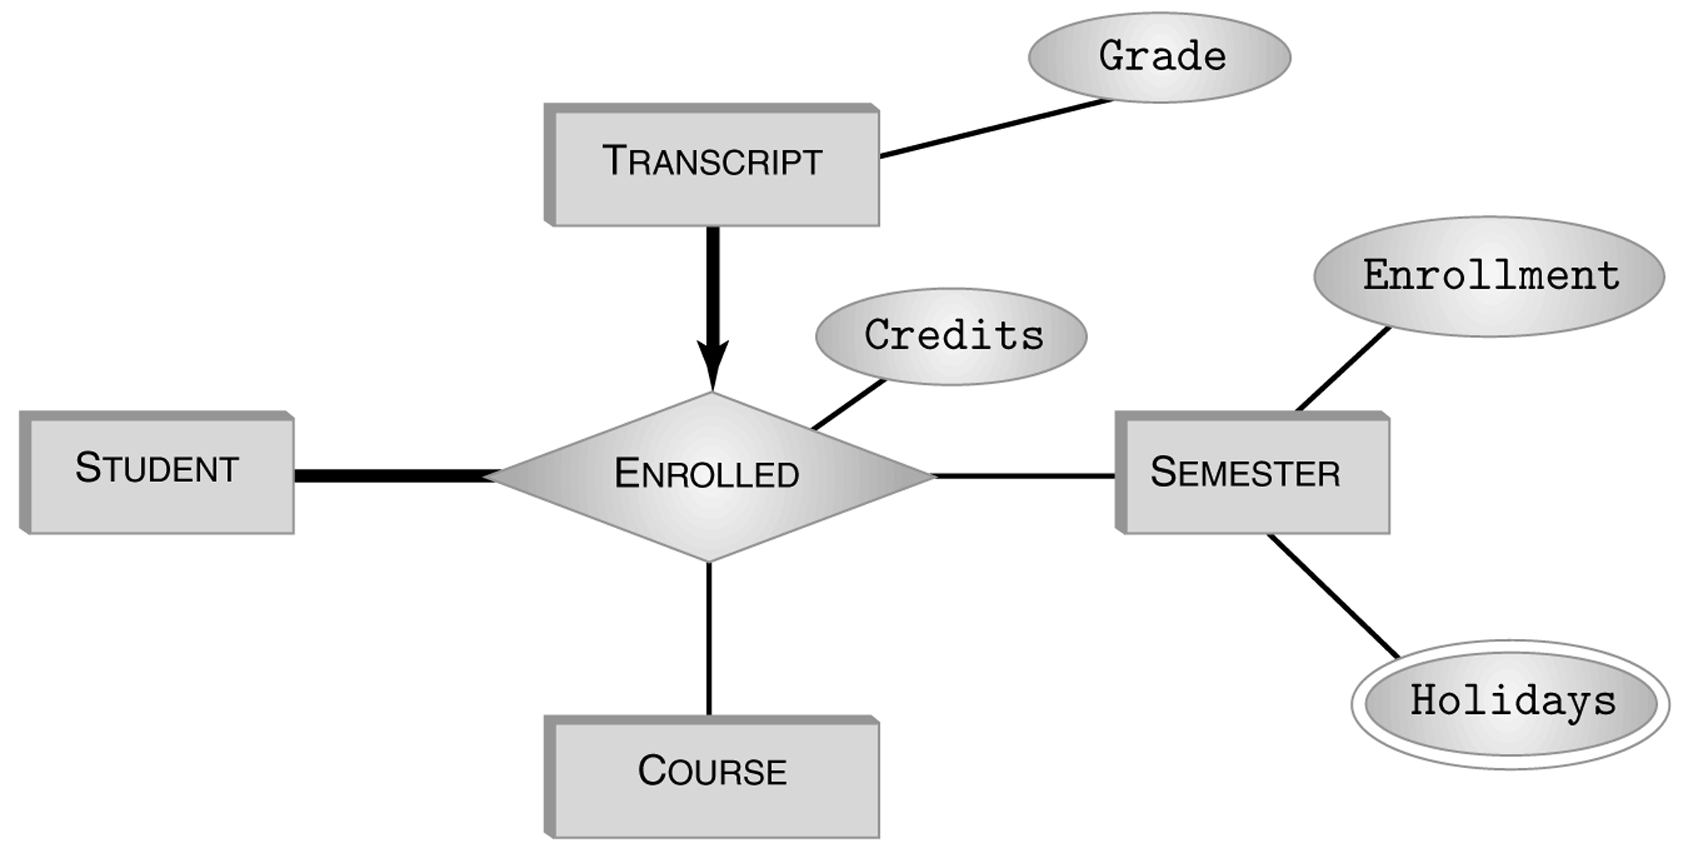 Grade
TRANSCRIPT
Enrollment
Credits
STUDENT
ENROLLED
SEMESTER
Holidays
COURSE